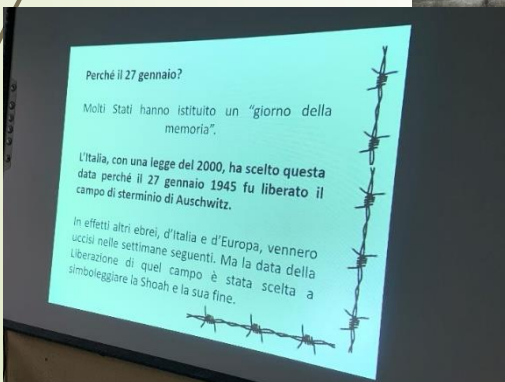 Perché il 27 gennaio?
Molti Stati hanno istituito un “giorno della
memoria”.
L’Italia, con una legge del 2000, ha scelto questa
data perché il 27 gennaio 1945 fu liberato il
campo di sterminio di Auschwitz.
In effetti altri ebrei, d’Italia e d’Europa, vennero
uccisi nelle settimane seguenti. Ma la data della
Liberazione di quel campo è stata scelta a
simboleggiare la Shoah e la sua fine.